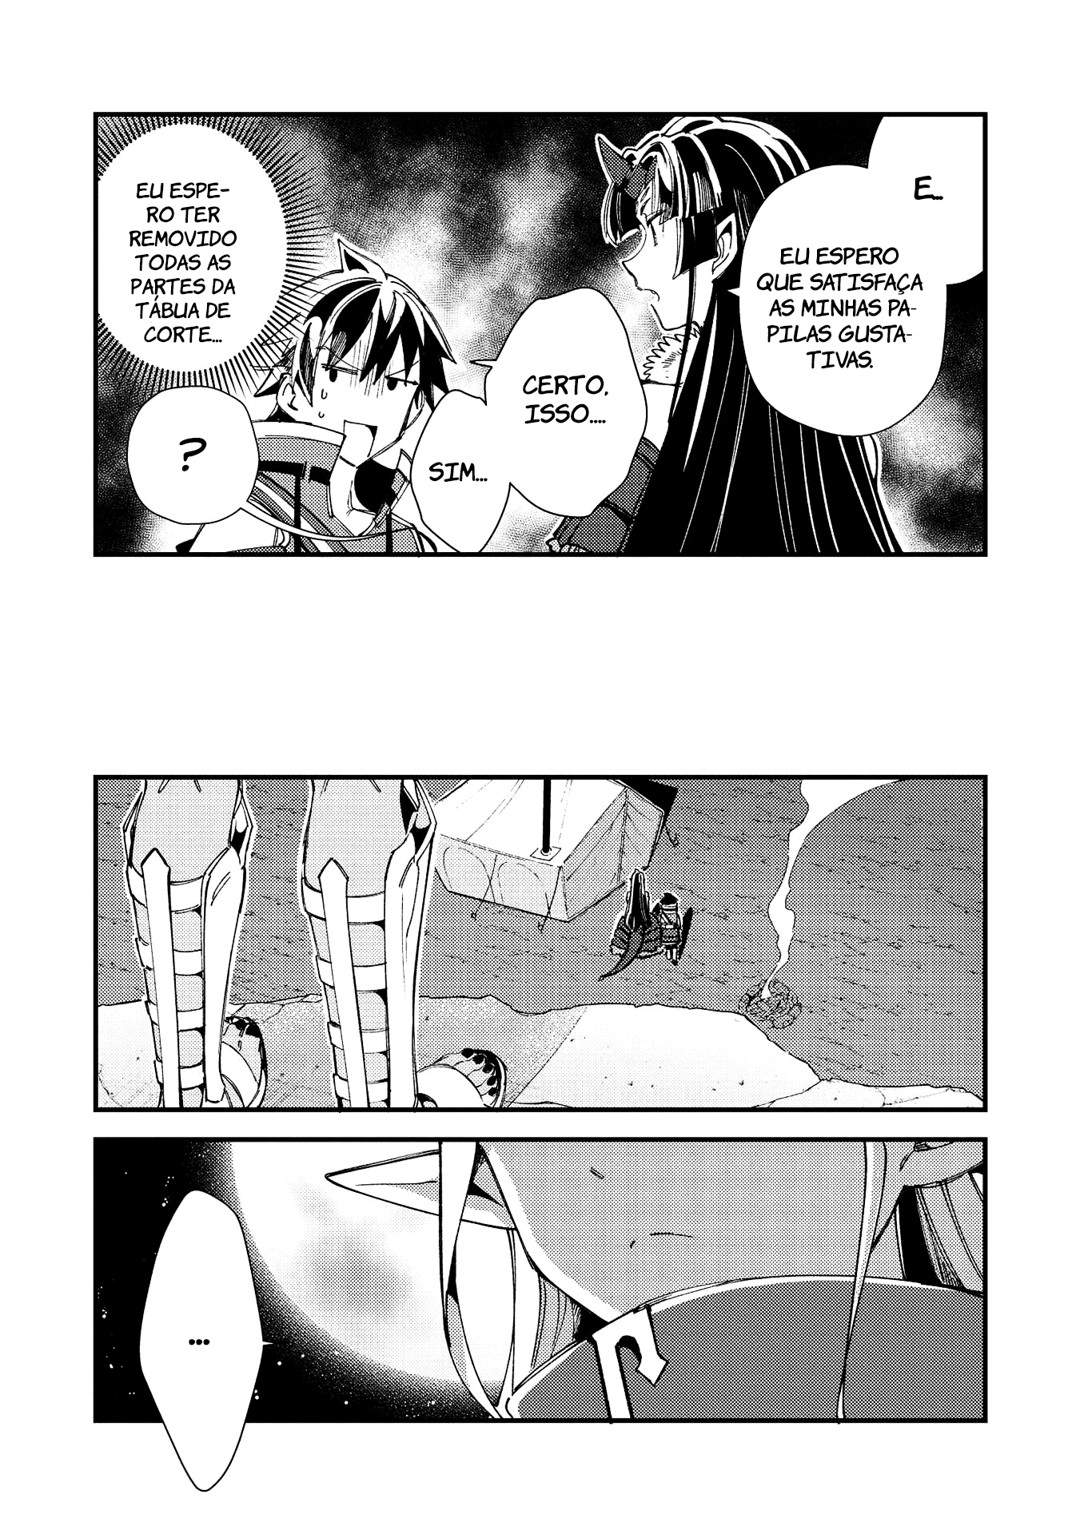 E..
EU ESPERO
QUE SATISFAÇA
AS MINHAS PA-
PILAS GUSTA-
TIVAS.
CERTO,
ISSO....
SIM...
EU ESPE-
RO TER
REMOVIDO
TODAS AS
PARTES DA
TÁBUA DE
CORTE...
?
...